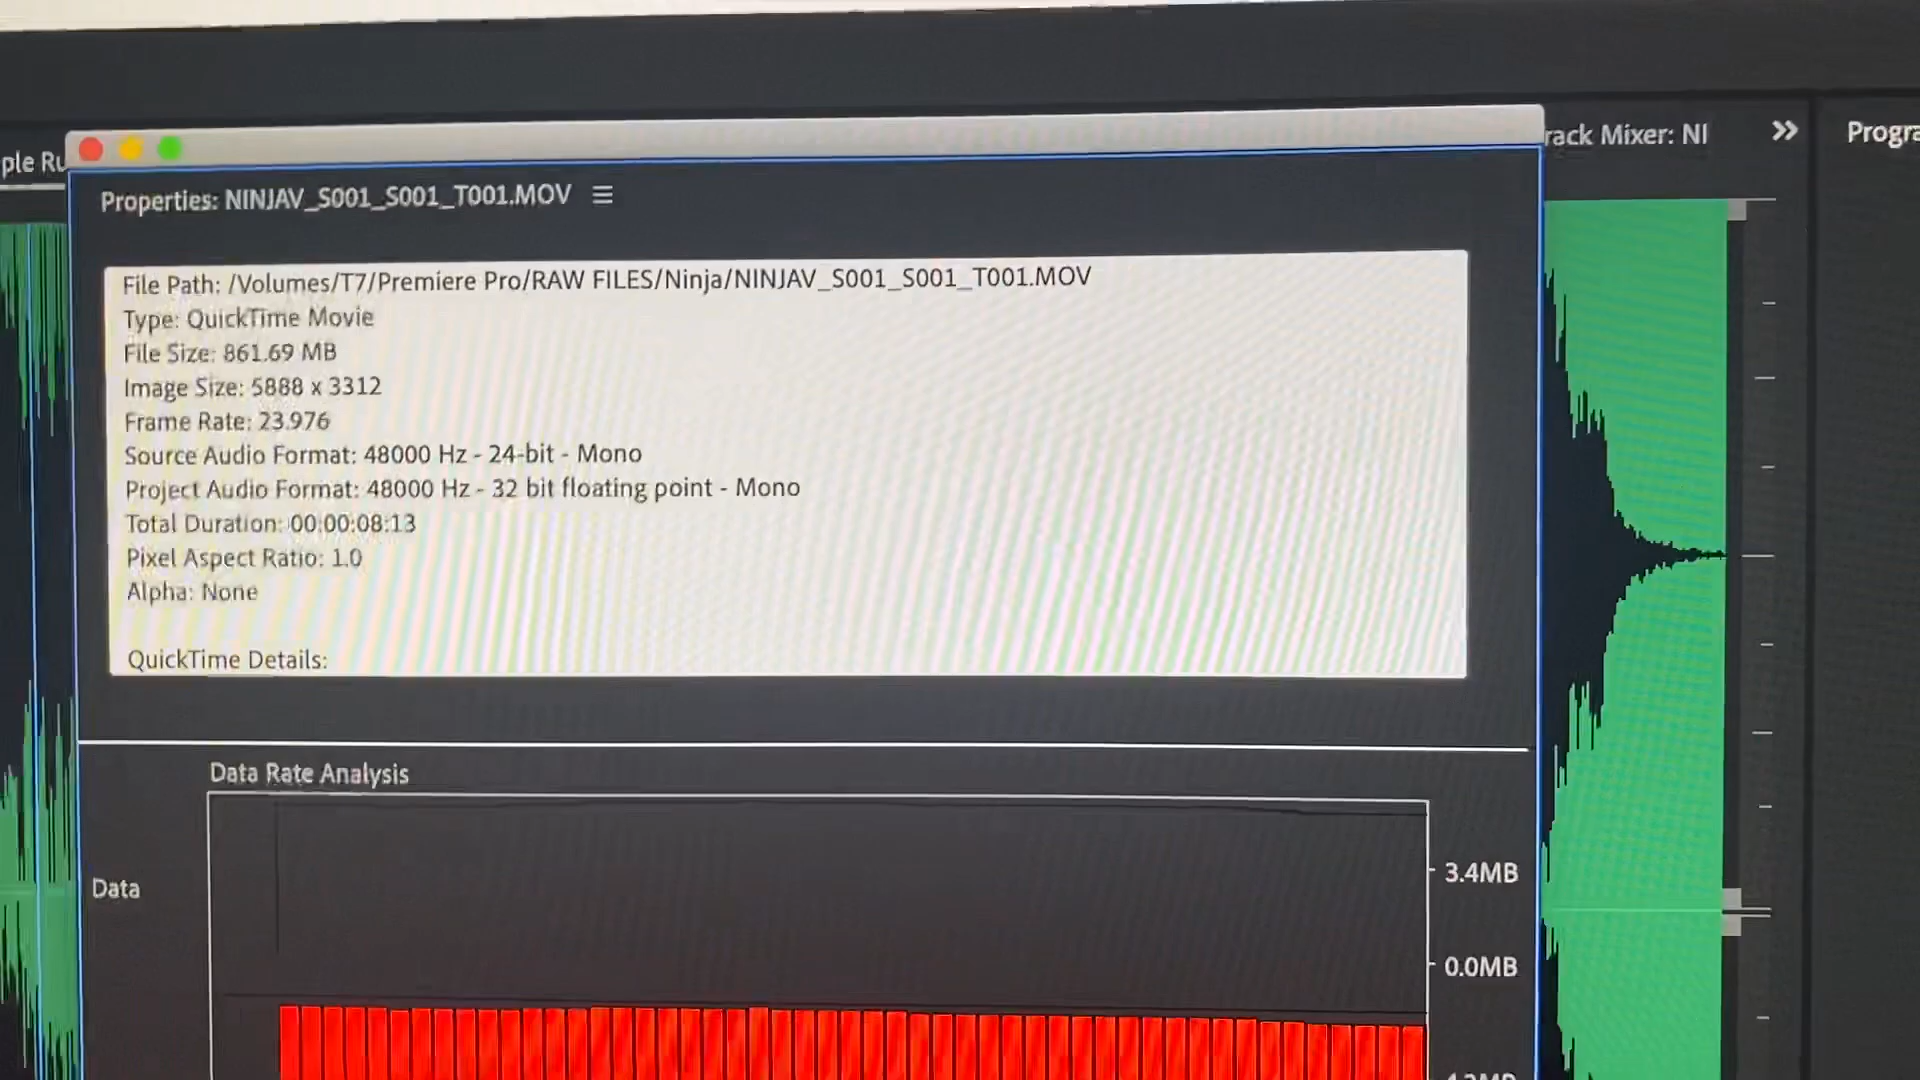 ple Ru
rack Mixer: NI
Progra
Properties: NINJAV_S001_S001_T001.MOV
File Path: /Volumes/T7/Premiere Pro/RAW FILES/Ninja/NINJAV_S001_S001_T001.MOV
Type: QuickTime Movie
File Size: 861.69 MB
Image Size: 5888 x 3312
Frame Rate: 23.976
Source Audio Format: 48000 Hz - 24-bit - Mono
Project Audio Format: 48000 Hz - 32 bit floating point - Mono
Total Duration: 00:00:08:13
Pixel Aspect Ratio: 1.0
Alpha: None
QuickTime Details:
Data Rate Analysis
Data
3.4MB
0.0MB